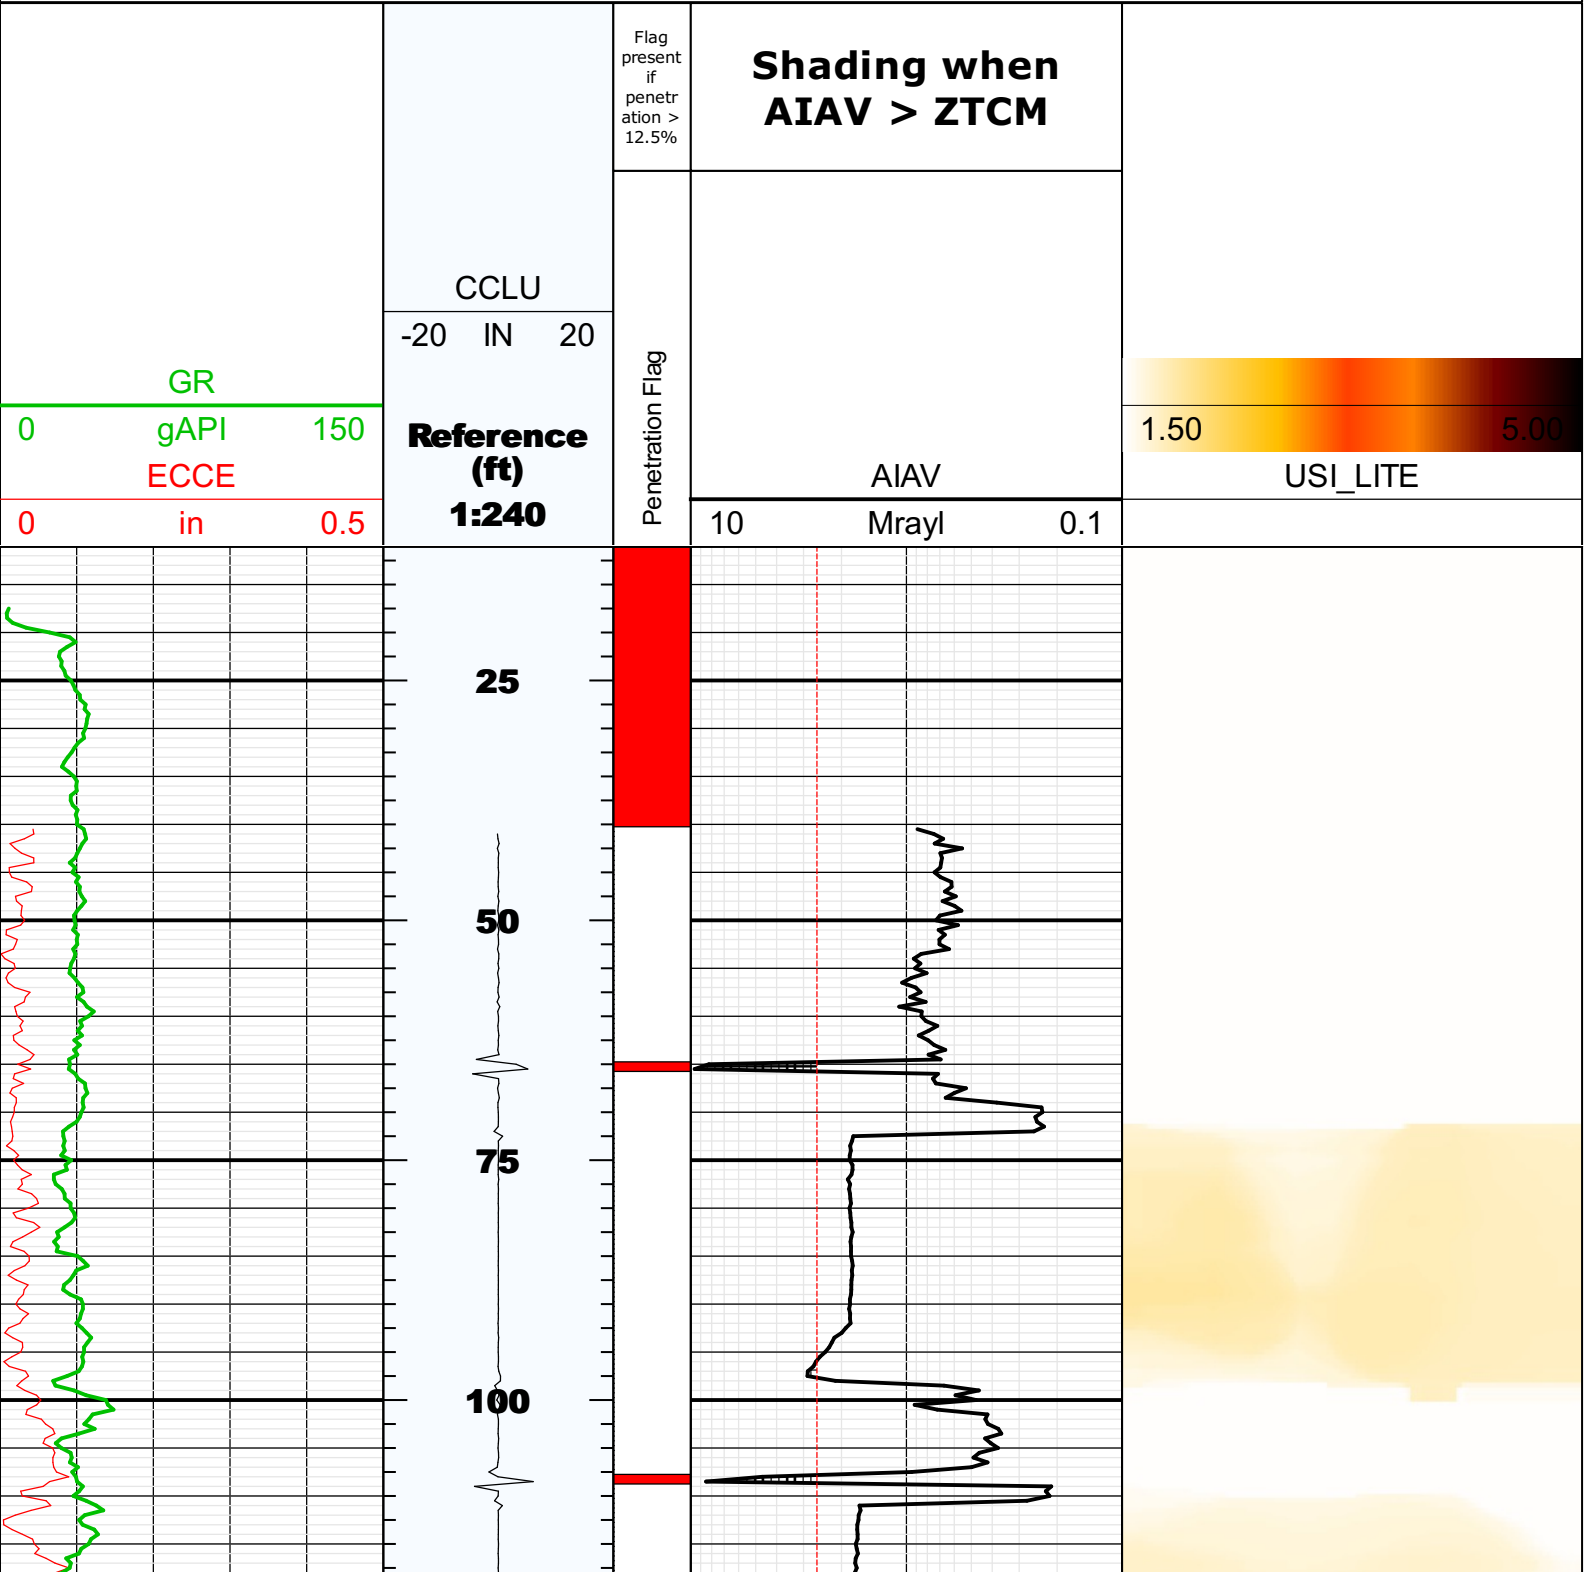 GR
0 gAPI 150
ECCE
0 in 0.5
CCLU
-20 IN 20
Reference
(ft)
1:240
Flag
present
if
penetr
ation >
12.5%
Penetration Flag
Shading when
AIAV > ZTCM
AIAV
10 Mrayl 0.1
1.50 5.00
USI_LITE
25
50
75
100